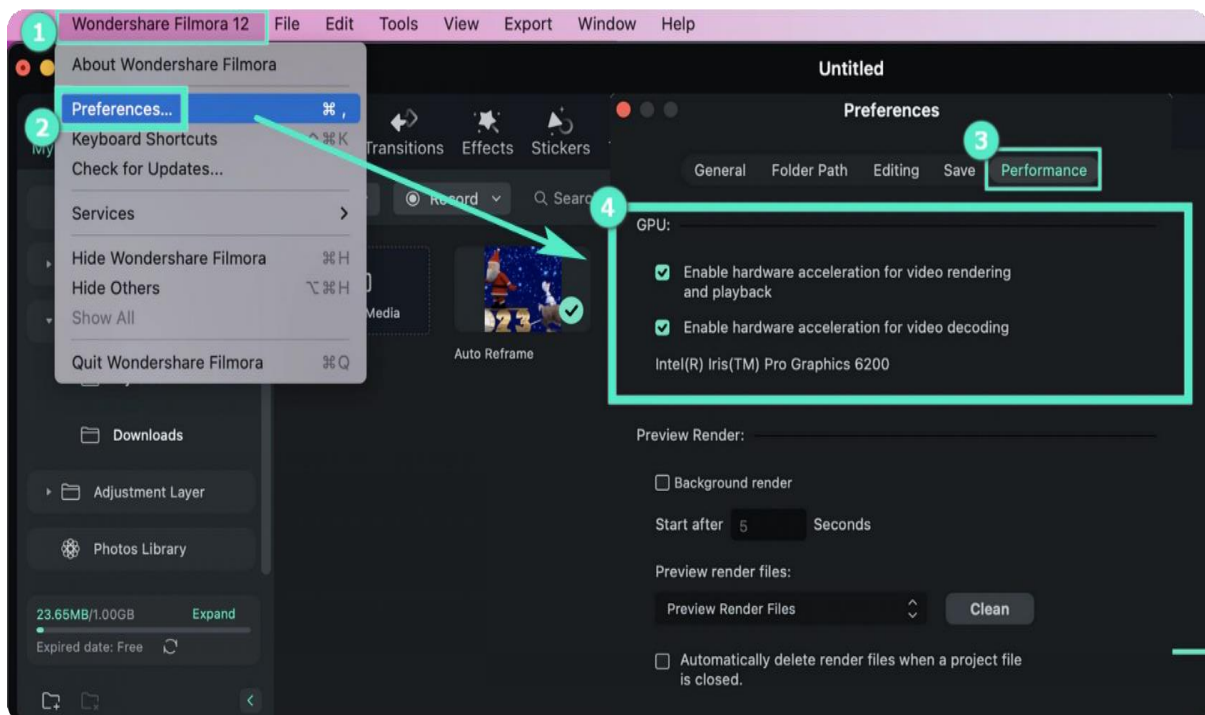 1
Wondershare Filmora 12 File Edit Tools View Export Window Help
About Wondershare Filmora
Untitled
2
Preferences... ⌘ ,
Keyboard Shortcuts ⌘ K
Check for Updates...
Services
Hide Wondershare Filmora ⌘ H
Hide Others ⌥ ⌘ H
Show All
Quit Wondershare Filmora ⌘ Q
My
Transitions Effects Stickers
Record Searc
Media
2023
Auto Reframe
Downloads
Adjustment Layer
Photos Library
23.65MB/1.00GB Expand
Expired date: Free
Preferences
3
General Folder Path Editing Save Performance
4
GPU:
Enable hardware acceleration for video rendering
and playback
Enable hardware acceleration for video decoding
Intel(R) Iris(TM) Pro Graphics 6200
Preview Render:
Background render
Start after 5 Seconds
Preview render files:
Preview Render Files Clean
Automatically delete render files when a project file
is closed.